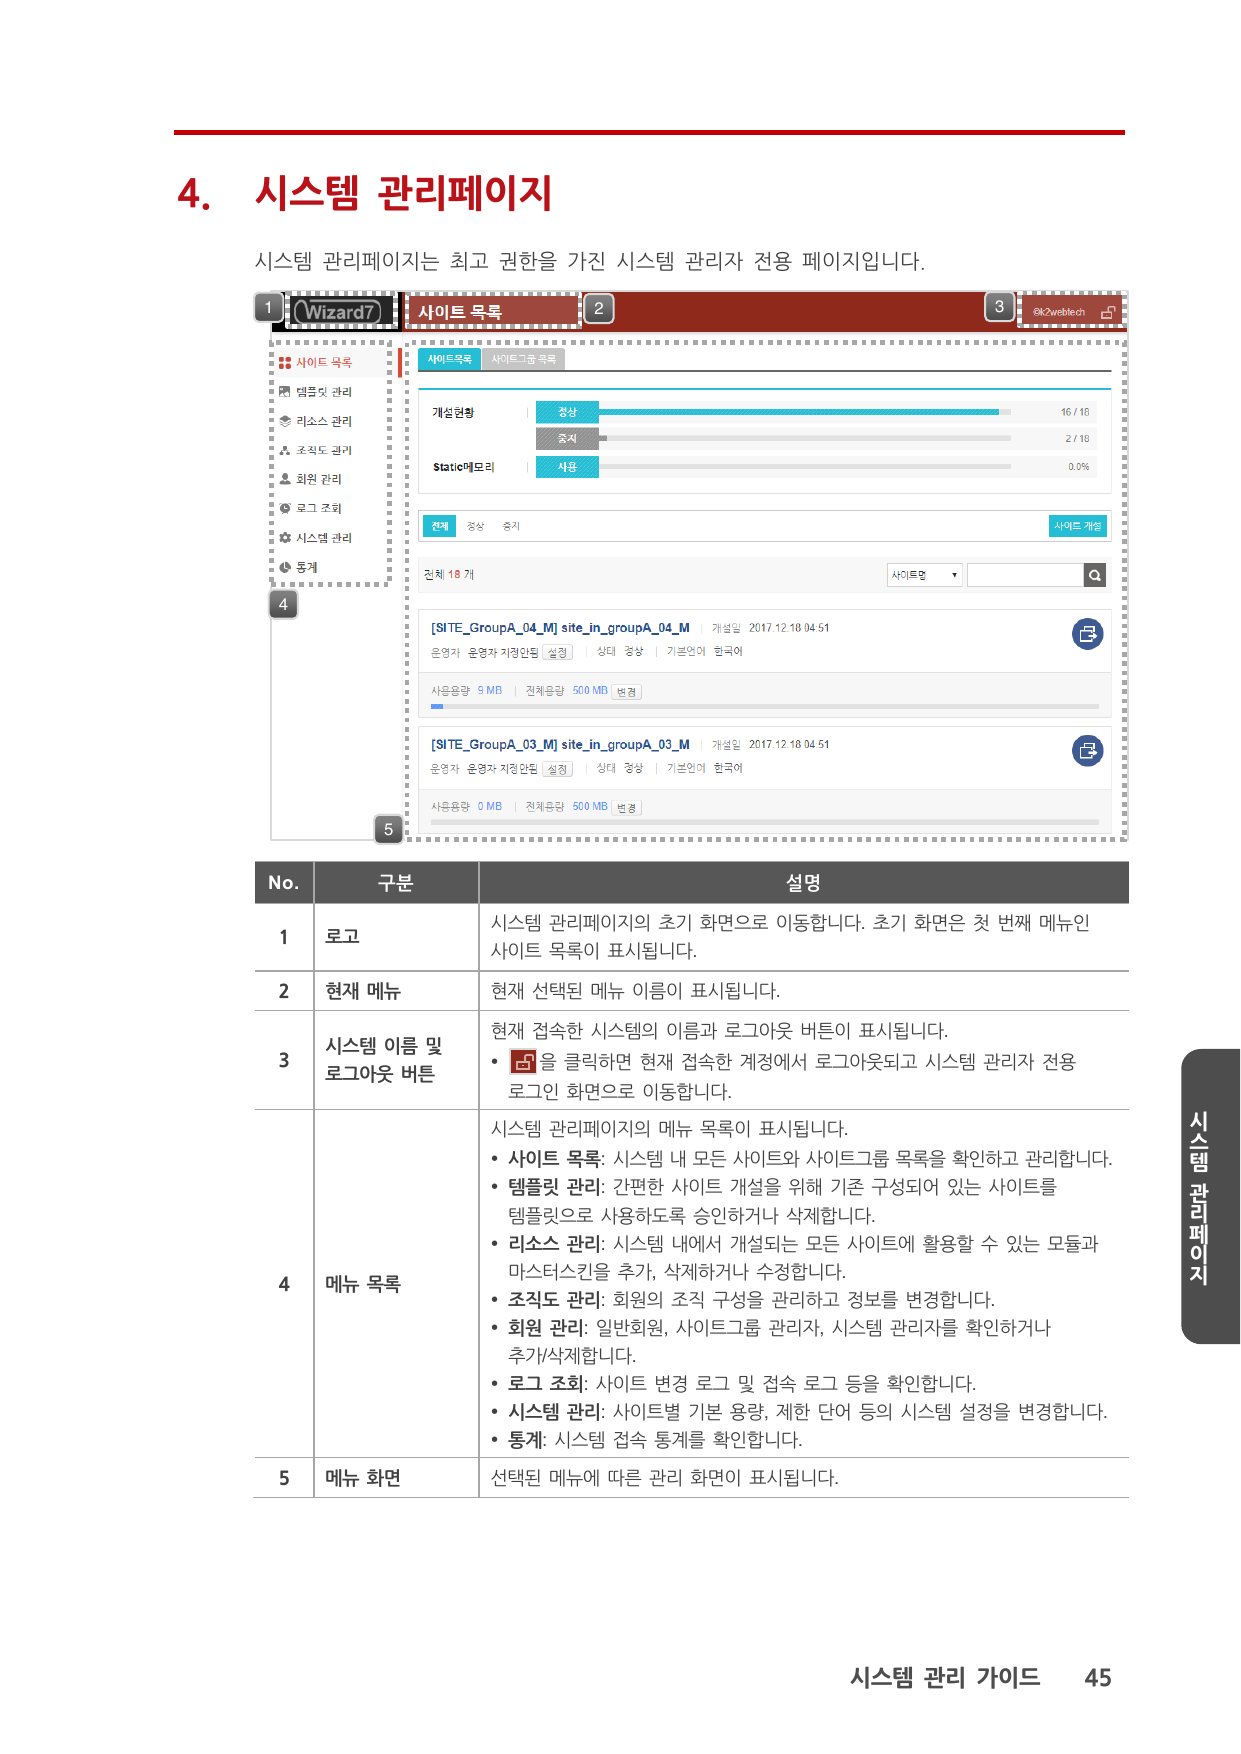 4. 시스템 관리페이지
시스템 관리페이지는 최고 권한을 가진 시스템 관리자 전용 페이지입니다.
1 Wizard7 사이트 목록 2 3 @k2webtech
사이트 목록
템플릿 관리
리소스 관리
조직도 관리
회원 관리
로그 조회
시스템 관리
통계
4
사이트목록 사이트그룹 목록
개설현황 정상 16 / 18
중지 2 / 18
Static메모리 사용 0.0%
전체 정상 중지 사이트 개설
전체 18 개 사이트명
[SITE_GroupA_04_M] site_in_groupA_04_M 개설일 2017.12.18 04:51
운영자 운영자 지정안됨 설정 상태 정상 기본언어 한국어
사용용량 9 MB 전체용량 500 MB 변경
[SITE_GroupA_03_M] site_in_groupA_03_M 개설일 2017.12.18 04:51
운영자 운영자 지정안됨 설정 상태 정상 기본언어 한국어
사용용량 0 MB 전체용량 500 MB 변경
5
No. 구분 설명
1 로고 시스템 관리페이지의 초기 화면으로 이동합니다. 초기 화면은 첫 번째 메뉴인
사이트 목록이 표시됩니다.
2 현재 메뉴 현재 선택된 메뉴 이름이 표시됩니다.
3 시스템 이름 및
로그아웃 버튼
현재 접속한 시스템의 이름과 로그아웃 버튼이 표시됩니다.
• 을 클릭하면 현재 접속한 계정에서 로그아웃되고 시스템 관리자 전용
로그인 화면으로 이동합니다.
4 메뉴 목록
시스템 관리페이지의 메뉴 목록이 표시됩니다.
• 사이트 목록: 시스템 내 모든 사이트와 사이트그룹 목록을 확인하고 관리합니다.
• 템플릿 관리: 간편한 사이트 개설을 위해 기존 구성되어 있는 사이트를
템플릿으로 사용하도록 승인하거나 삭제합니다.
• 리소스 관리: 시스템 내에서 개설되는 모든 사이트에 활용할 수 있는 모듈과
마스터스킨을 추가, 삭제하거나 수정합니다.
• 조직도 관리: 회원의 조직 구성을 관리하고 정보를 변경합니다.
• 회원 관리: 일반회원, 사이트그룹 관리자, 시스템 관리자를 확인하거나
추가/삭제합니다.
• 로그 조회: 사이트 변경 로그 및 접속 로그 등을 확인합니다.
• 시스템 관리: 사이트별 기본 용량, 제한 단어 등의 시스템 설정을 변경합니다.
• 통계: 시스템 접속 통계를 확인합니다.
5 메뉴 화면 선택된 메뉴에 따른 관리 화면이 표시됩니다.
시스템 관리페이지
시스템 관리 가이드 45